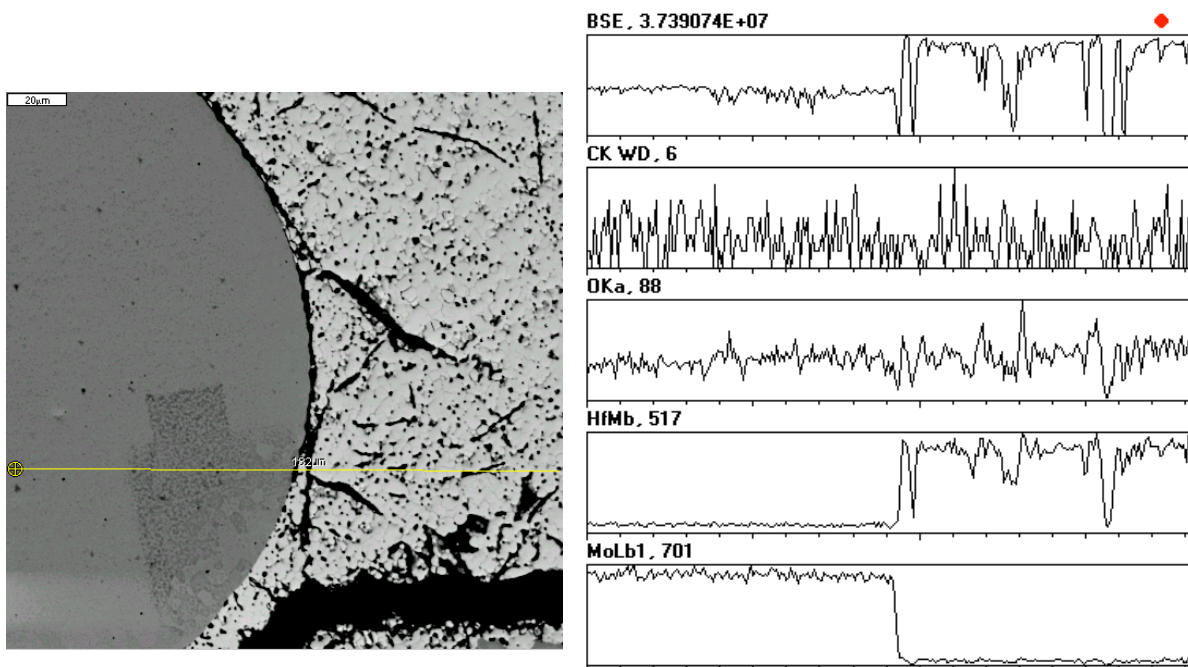 20μm
182μm
BSE, 3.739074E+07
CK WD, 6
OKa, 88
HfMb, 517
MoLb1, 701